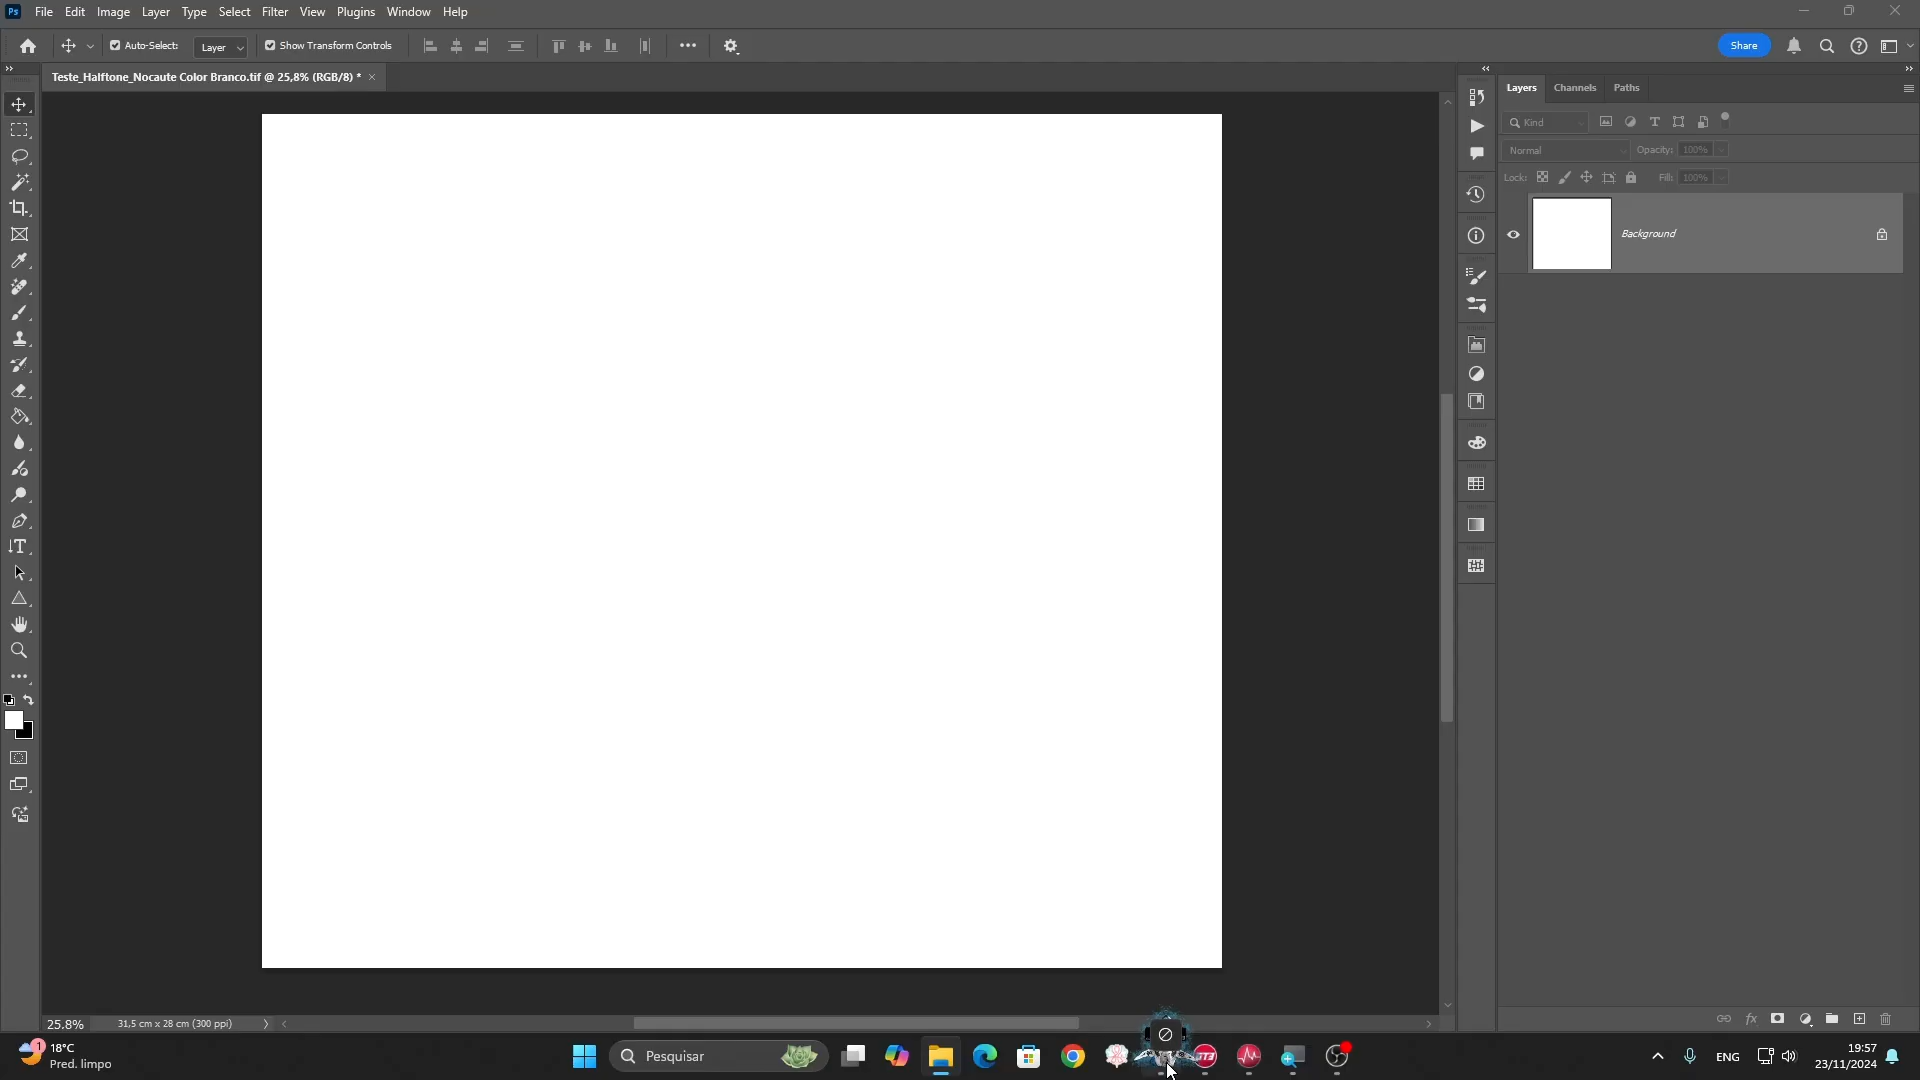 Ps File Edit Image Layer Type Select Filter View Plugins Window Help
Auto-Select: Layer Show Transform Controls Share
Teste_Halftone_Nocaute Color Branco.tif @ 25,8% (RGB/8) *
Layers Channels Paths
Kind
Normal Opacity: 100%
Lock: Fill: 100%
Background
25.8% 31,5 cm x 28 cm (300 ppi)
1
18°C
Pred. limpo
Pesquisar
ENG
19:57
23/11/2024